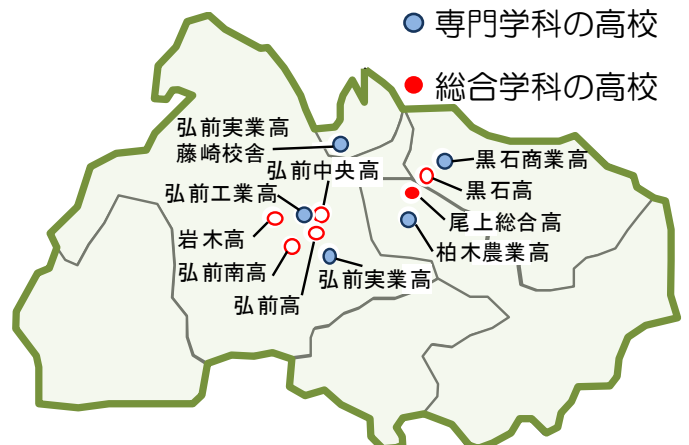 専門学科の高校
総合学科の高校
弘前実業高
藤崎校舎
弘前中央高
黒石商業高
弘前工業高
黒石高
尾上総合高
岩木高
柏木農業高
弘前南高
弘前実業高
弘前高